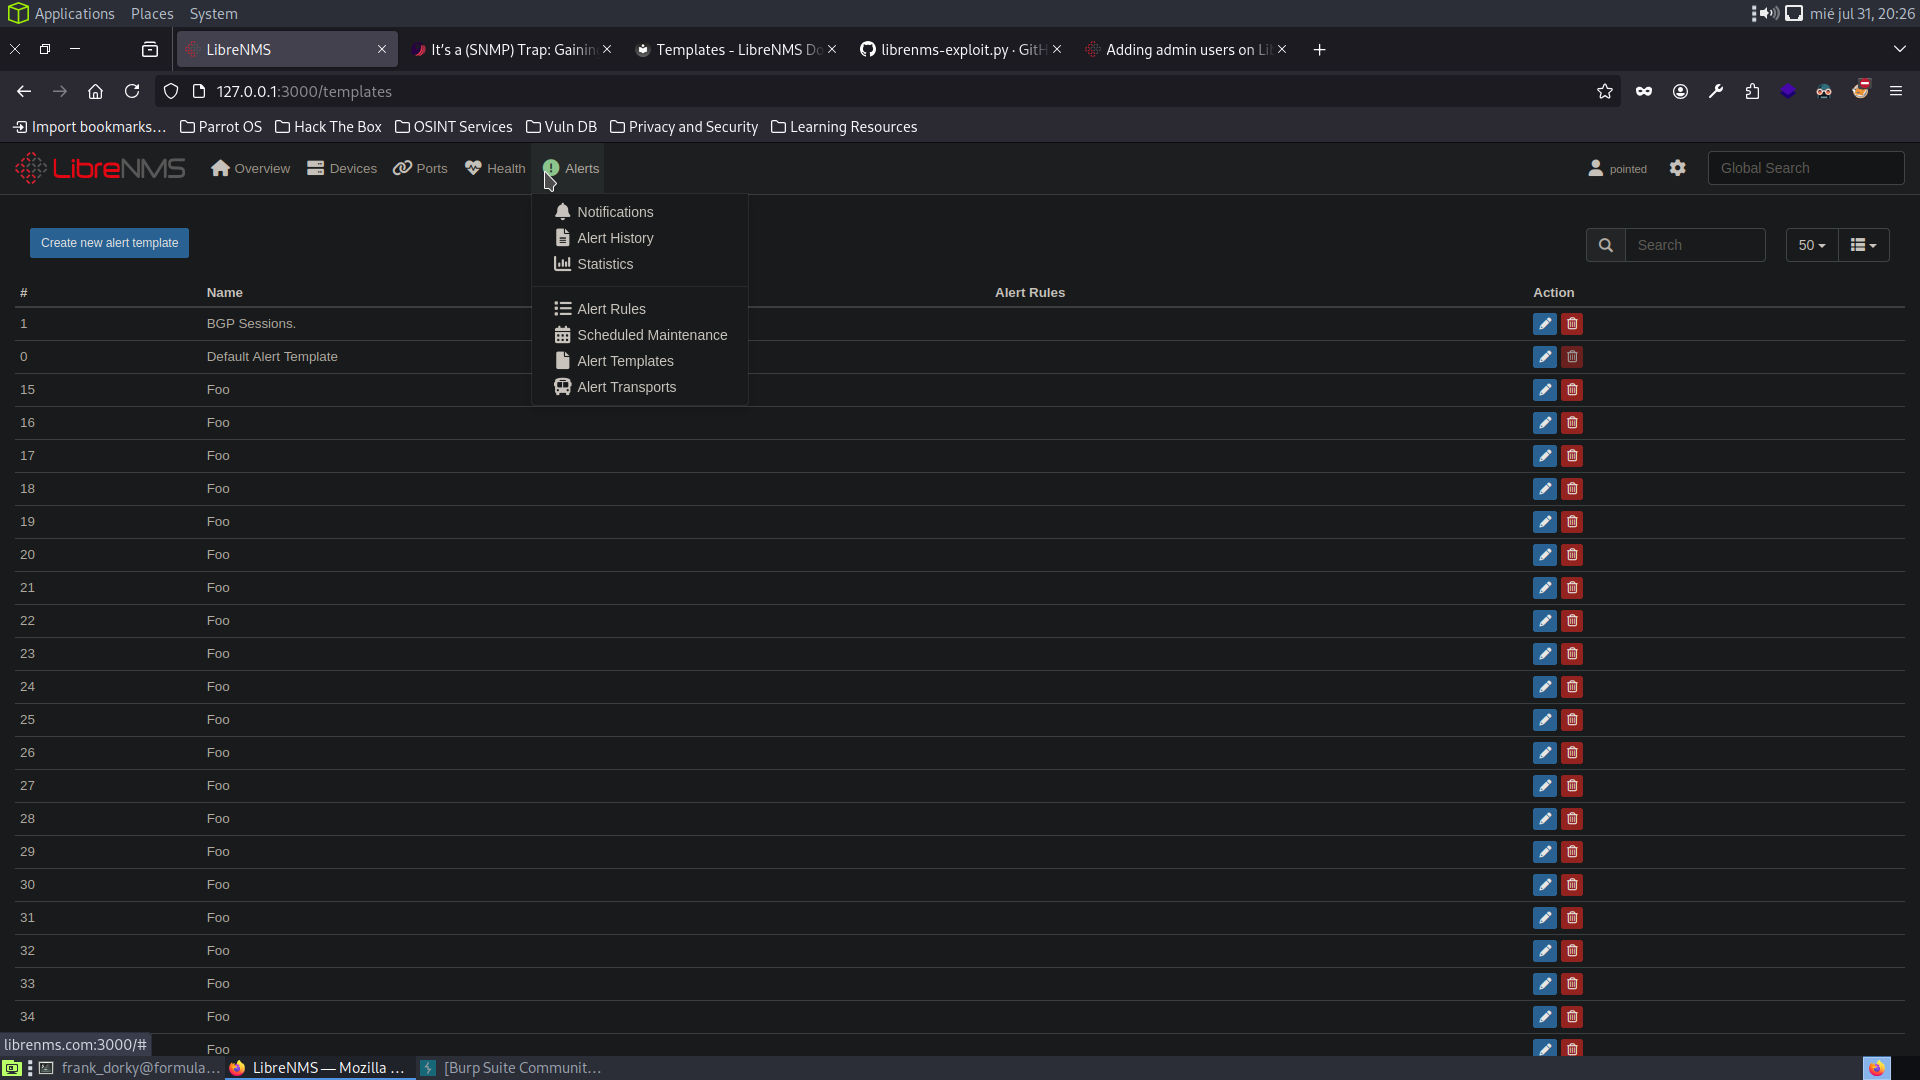 Applications Places System mié jul 31, 20:26
LibreNMS It's a (SNMP) Trap: Gainin Templates - LibreNMS Do librenms-exploit.py · GitH Adding admin users on Li
127.0.0.1:3000/templates
Import bookmarks... Parrot OS Hack The Box OSINT Services Vuln DB Privacy and Security Learning Resources
LibreNMS Overview Devices Ports Health Alerts pointed Global Search
Notifications
Alert History
Statistics
Alert Rules
Scheduled Maintenance
Alert Templates
Alert Transports
Create new alert template Search 50
# Name Alert Rules Action
1 BGP Sessions.
0 Default Alert Template
15 Foo
16 Foo
17 Foo
18 Foo
19 Foo
20 Foo
21 Foo
22 Foo
23 Foo
24 Foo
25 Foo
26 Foo
27 Foo
28 Foo
29 Foo
30 Foo
31 Foo
32 Foo
33 Foo
34 Foo
Foo
librenms.com:3000/#
frank_dorky@formula... LibreNMS — Mozilla ... [Burp Suite Communit...